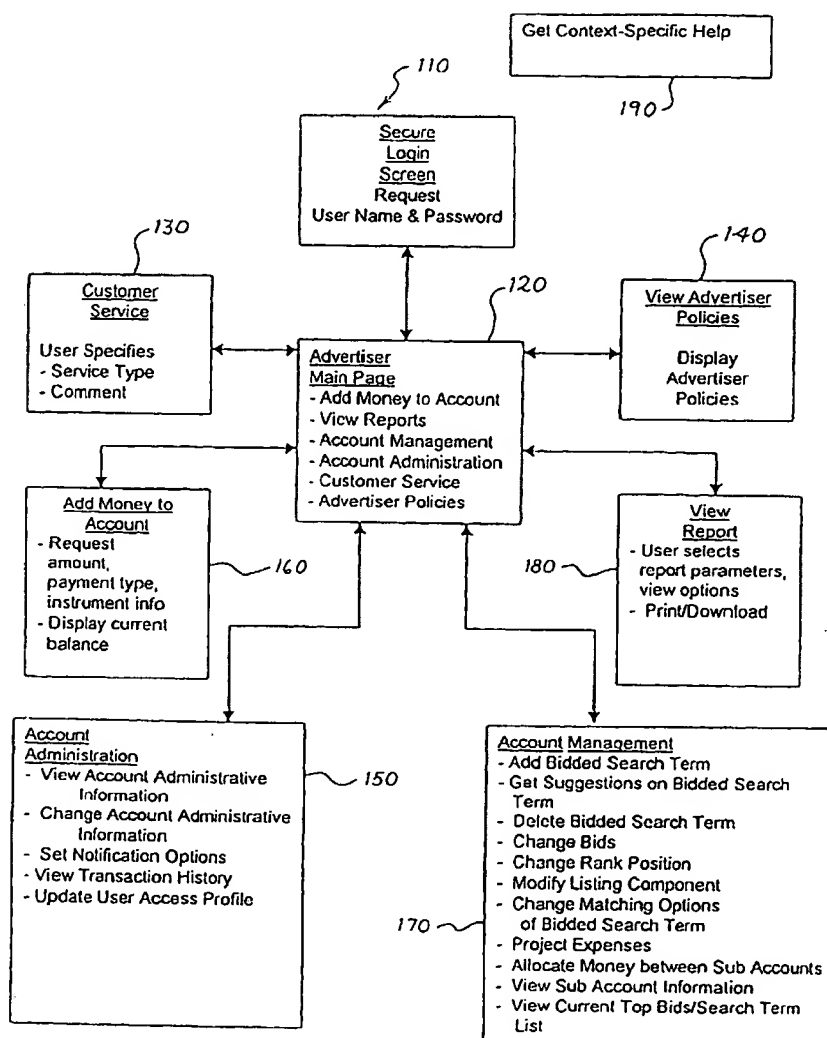 Get Context-Specific Help
190
110
Secure
Login
Screen
Request
User Name & Password
130
Customer
Service
User Specifies
- Service Type
- Comment
140
View Advertiser
Policies
Display
Advertiser
Policies
120
Advertiser
Main Page
- Add Money to Account
- View Reports
- Account Management
- Account Administration
- Customer Service
- Advertiser Policies
Add Money to
Account
- Request
amount,
payment type,
instrument info
- Display current
balance
160
View
Report
- User selects
report parameters,
view options
- Print/Download
180
Account
Administration
- View Account Administrative
Information
- Change Account Administrative
Information
- Set Notification Options
- View Transaction History
- Update User Access Profile
150
Account Management
- Add Bidded Search Term
- Get Suggestions on Bidded Search
Term
- Delete Bidded Search Term
- Change Bids
- Change Rank Position
- Modify Listing Component
- Change Matching Options
of Bidded Search Term
- Project Expenses
- Allocate Money between Sub Accounts
- View Sub Account Information
- View Current Top Bids/Search Term
List
170